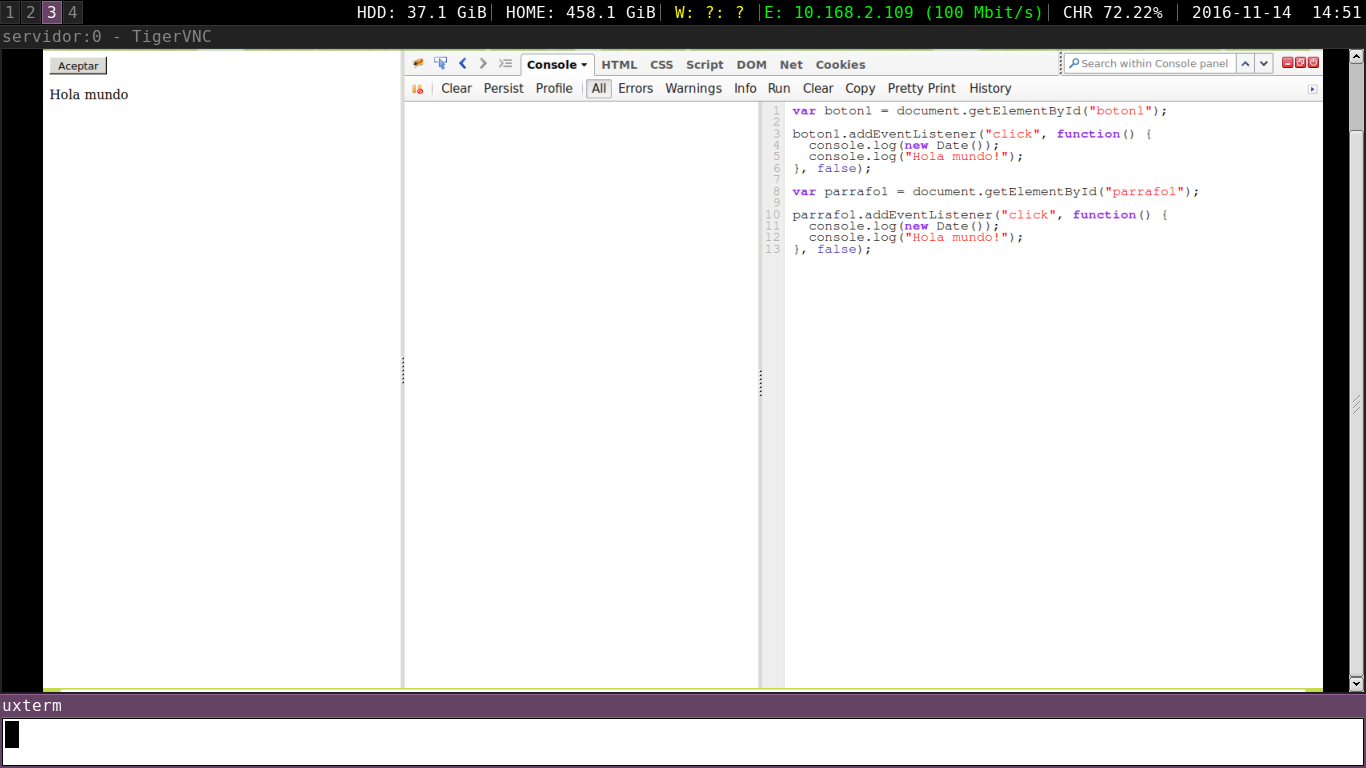 1 2 3 4 HDD: 37.1 GiB| HOME: 458.1 GiB| W: ?: ? |E: 10.168.2.109 (100 Mbit/s)| CHR 72.22% | 2016-11-14 14:51
servidor:0 - TigerVNC
Aceptar
Hola mundo
Console HTML CSS Script DOM Net Cookies Search within Console panel
Clear Persist Profile All Errors Warnings Info Run Clear Copy Pretty Print History
1 var boton1 = document.getElementById("boton1");
2
3 boton1.addEventListener("click", function() {
4   console.log(new Date());
5   console.log("Hola mundo!");
6 }, false);
7
8 var parrafo1 = document.getElementById("parrafo1");
9
10 parrafo1.addEventListener("click", function() {
11   console.log(new Date());
12   console.log("Hola mundo!");
13 }, false);
uxterm